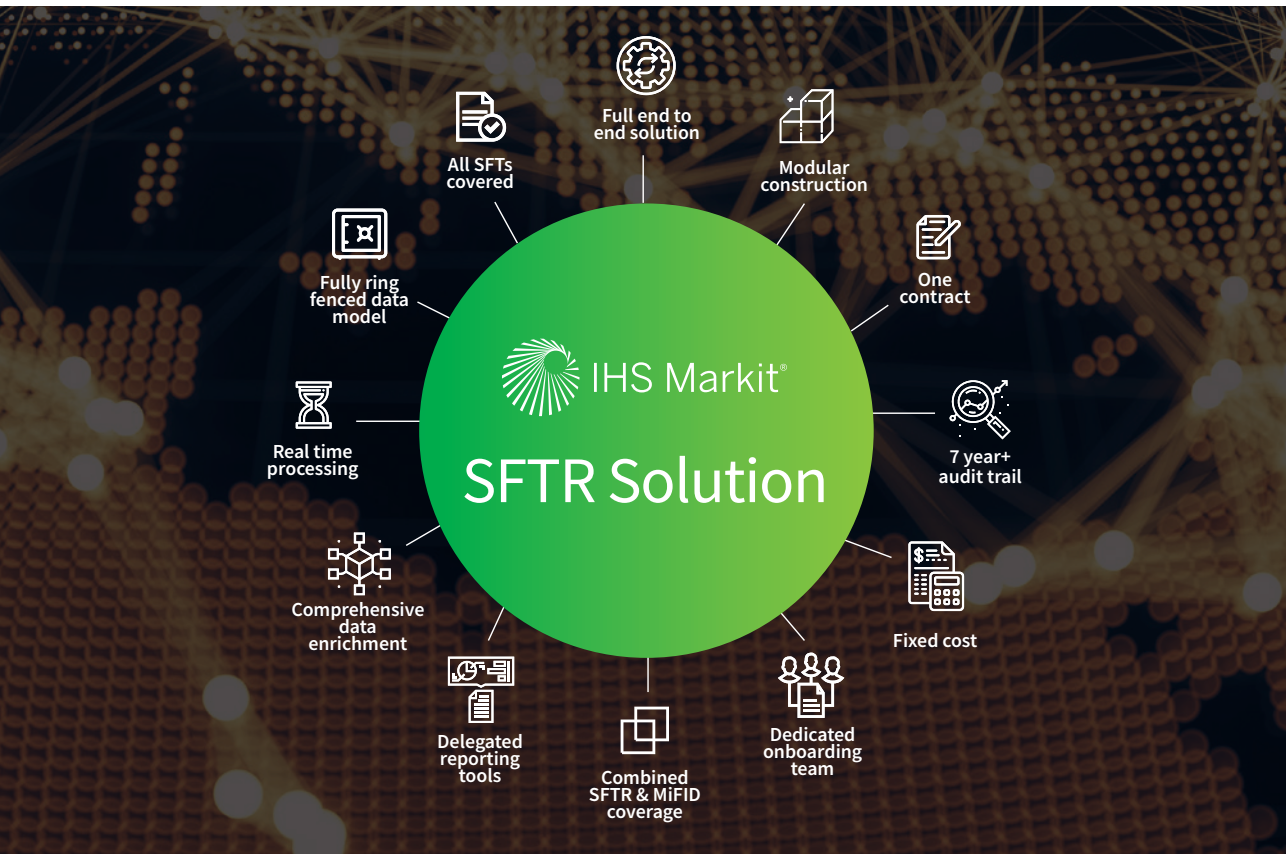 Full end to
end solution
All SFTs
covered
Modular
construction
Fully ring
fenced data
model
One
contract
IHS Markit®
SFTR Solution
Real time
processing
7 year+
audit trail
Comprehensive
data
enrichment
$
Fixed cost
Delegated
reporting
tools
Combined
SFTR & MiFID
coverage
Dedicated
onboarding
team